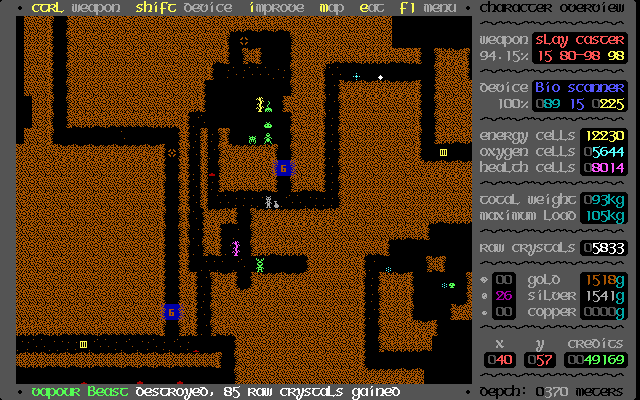 ctrl weapon shift device improve map eat f1 menu
character overview
weapon slay caster
94.15% 15 80-98 98
device Bio scanner
100% 089 15 0225
energy cells 12230
oxygen cells 05644
health cells 08014
total weight 093kg
maximum load 105kg
raw crystals 05833
00 gold 1518g
26 silver 1541g
00 copper 0000g
x y credits
040 057 0049169
6
6
vapour Beast destroyed, 85 raw crystals gained
depth: 0370 meters